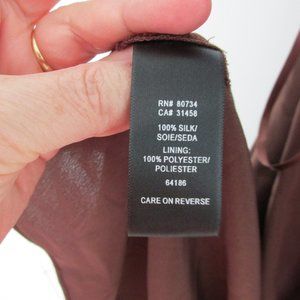 RN# 80734
CA# 31458
100% SILK/
SOIE/SEDA
LINING:
100% POLYESTER/
POLIESTER
64186
CARE ON REVERSE